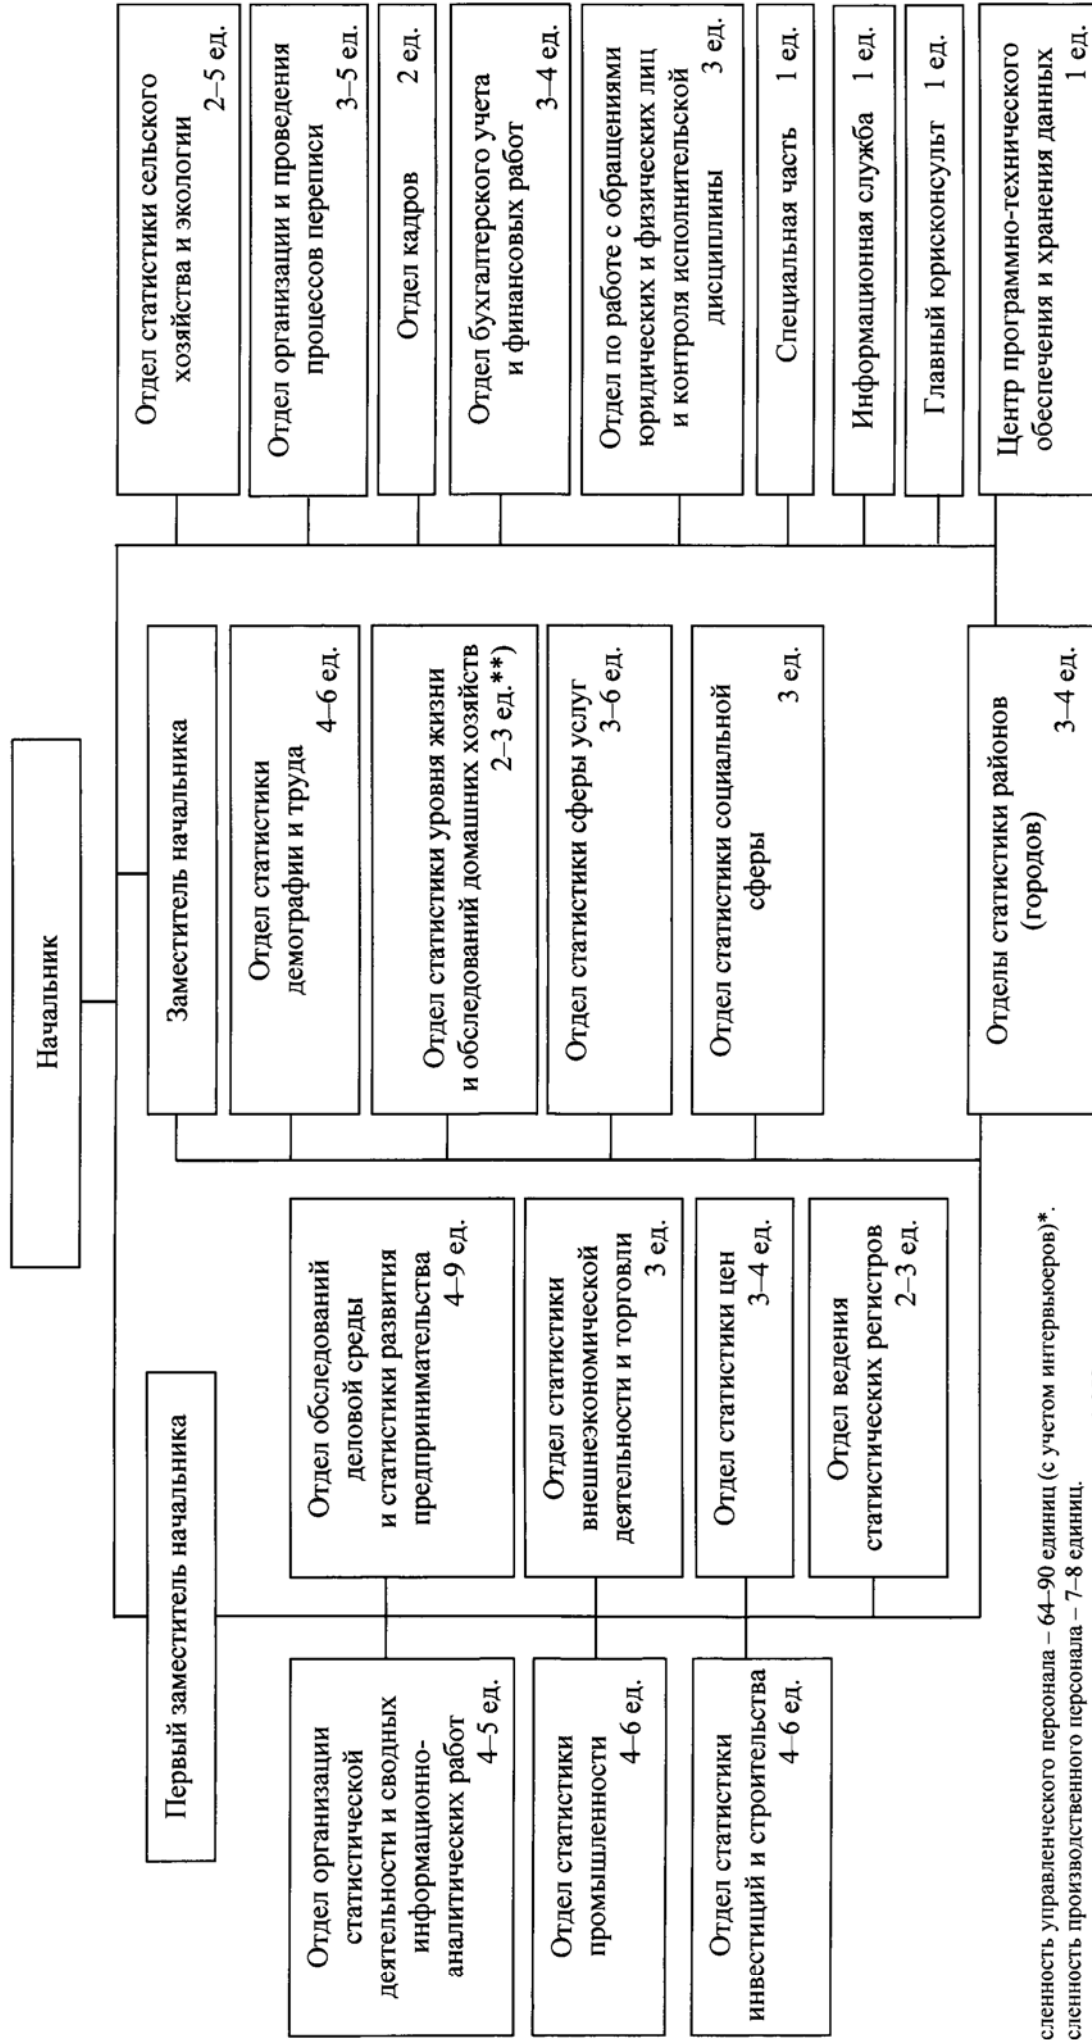 Начальник
Первый заместитель начальника
Заместитель начальника
Отдел организации
статистической
деятельности и сводных
информационно-
аналитических работ
4–5 ед.
Отдел статистики
промышленности
4–6 ед.
Отдел статистики
инвестиций и строительства
4–6 ед.
Отдел обследований
деловой среды
и статистики развития
предпринимательства
4–9 ед.
Отдел статистики
внешнеэкономической
деятельности и торговли
3 ед.
Отдел статистики цен
3–4 ед.
Отдел ведения
статистических регистров
2–3 ед.
Отдел статистики
демографии и труда
4–6 ед.
Отдел статистики уровня жизни
и обследований домашних хозяйств
2–3 ед.**)
Отдел статистики сферы услуг
3–6 ед.
Отдел статистики социальной
сферы 3 ед.
Отделы статистики районов
(городов)
3–4 ед.
Отдел статистики сельского
хозяйства и экологии
2–5 ед.
Отдел организации и проведения
процессов переписи
3–5 ед.
Отдел кадров 2 ед.
Отдел бухгалтерского учета
и финансовых работ
3–4 ед.
Отдел по работе с обращениями
юридических и физических лиц
и контроля исполнительской
дисциплины 3 ед.
Специальная часть 1 ед.
Информационная служба 1 ед.
Главный юрисконсульт 1 ед.
Центр программно-технического
обеспечения и хранения данных
1 ед.
сленность управленческого персонала – 64–90 единиц (с учетом интервьюеров)*.
сленность производственного персонала – 7–8 единиц.